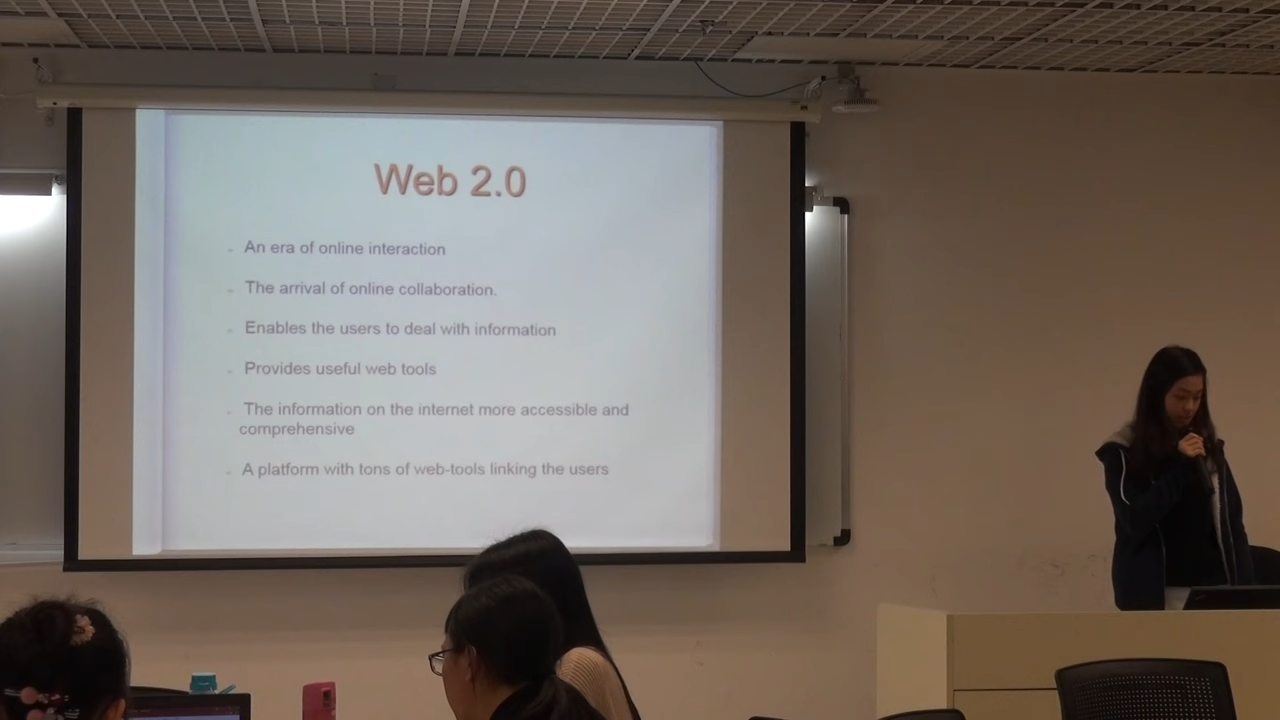 Web 2.0
- An era of online interaction
- The arrival of online collaboration.
- Enables the users to deal with information
- Provides useful web tools
- The information on the internet more accessible and
comprehensive
- A platform with tons of web-tools linking the users